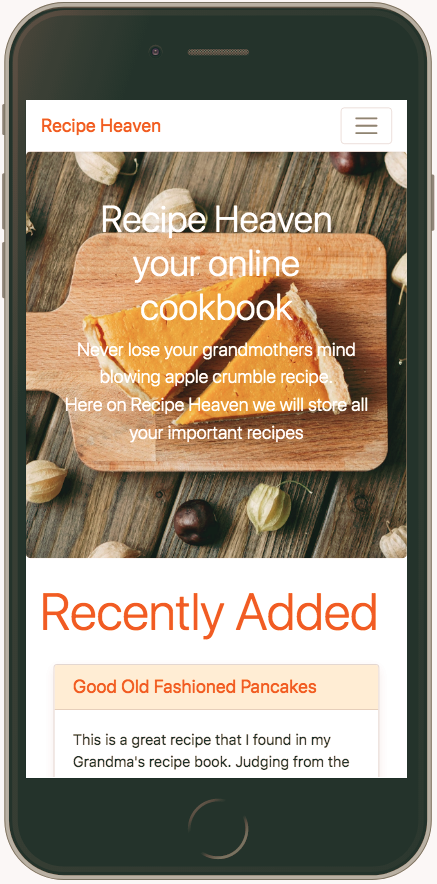 Recipe Heaven
Recipe Heaven
your online
cookbook
Never lose your grandmothers mind
blowing apple crumble recipe.
Here on Recipe Heaven we will store all
your important recipes
Recently Added
Good Old Fashioned Pancakes
This is a great recipe that I found in my
Grandma's recipe book. Judging from the